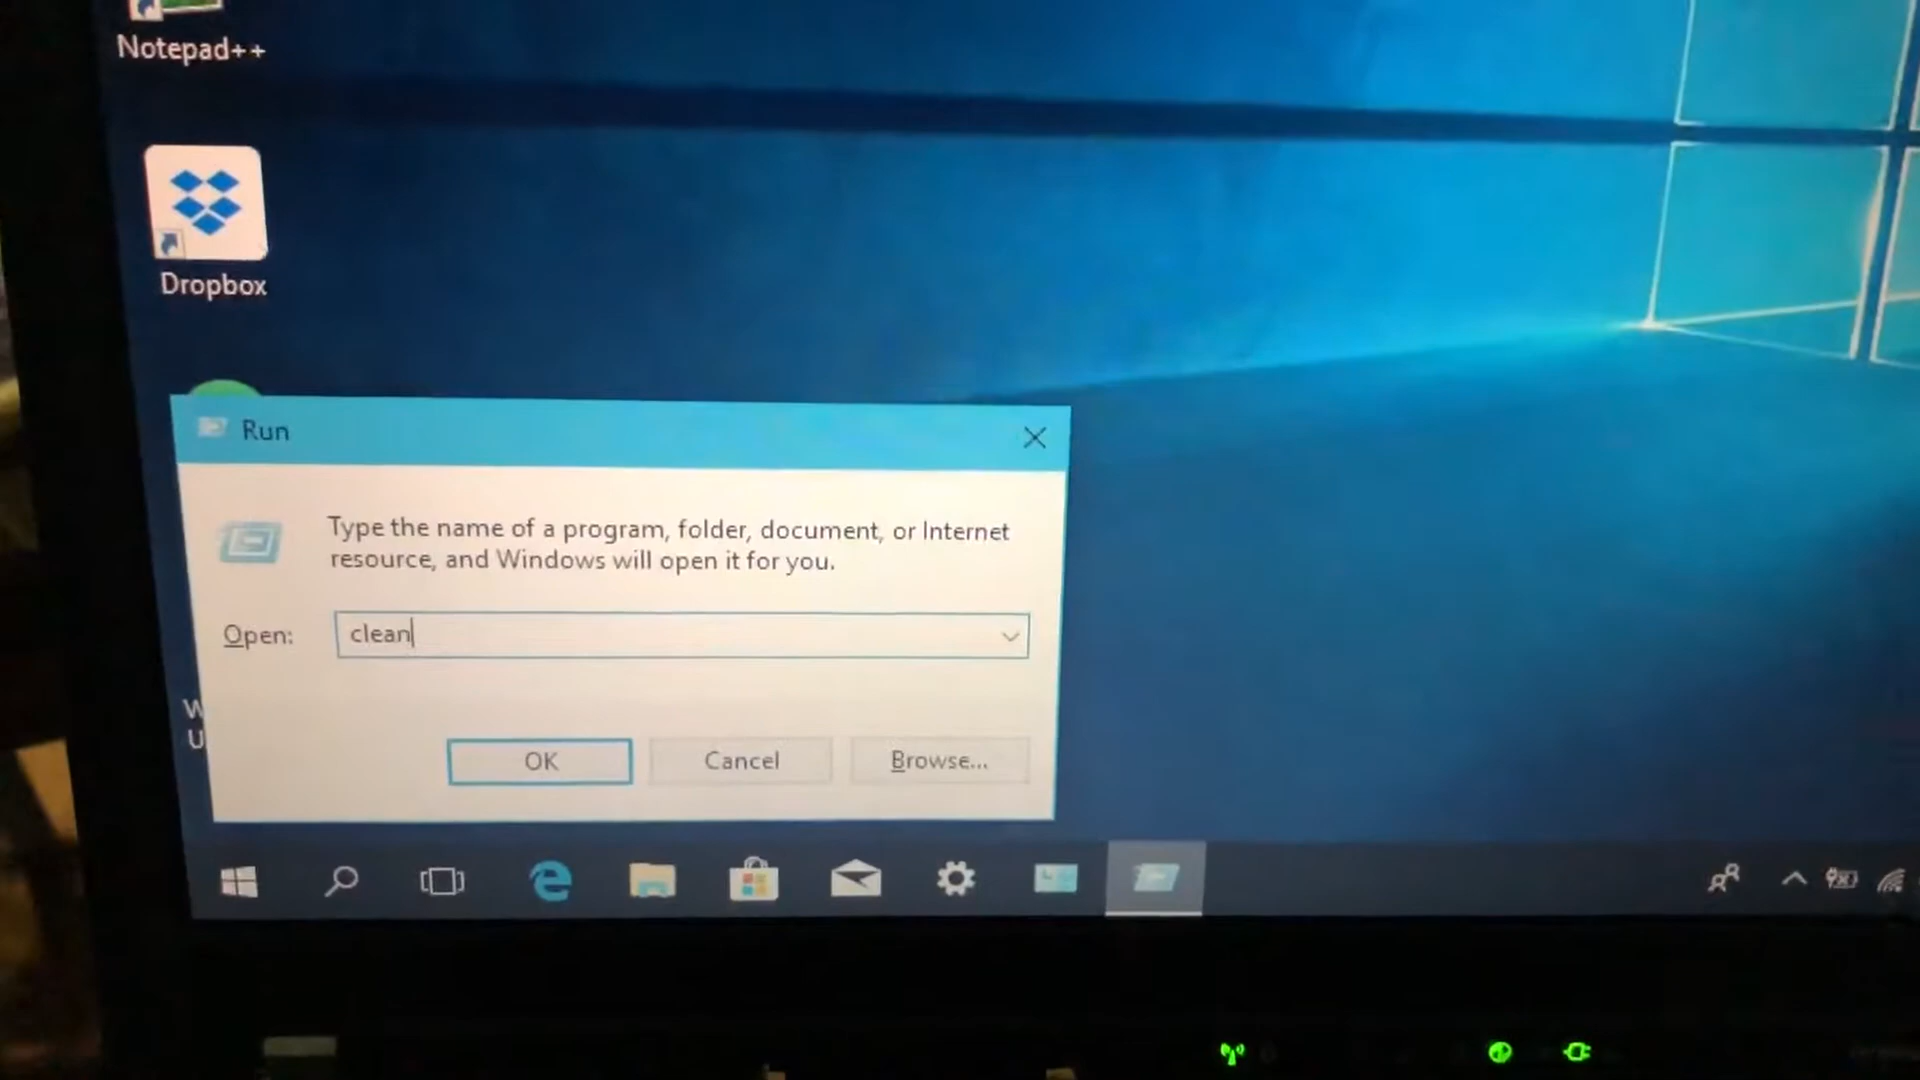 Notepad++
Dropbox
Run
Type the name of a program, folder, document, or Internet
resource, and Windows will open it for you.
Open:
clean
W
U
OK
Cancel
Browse...